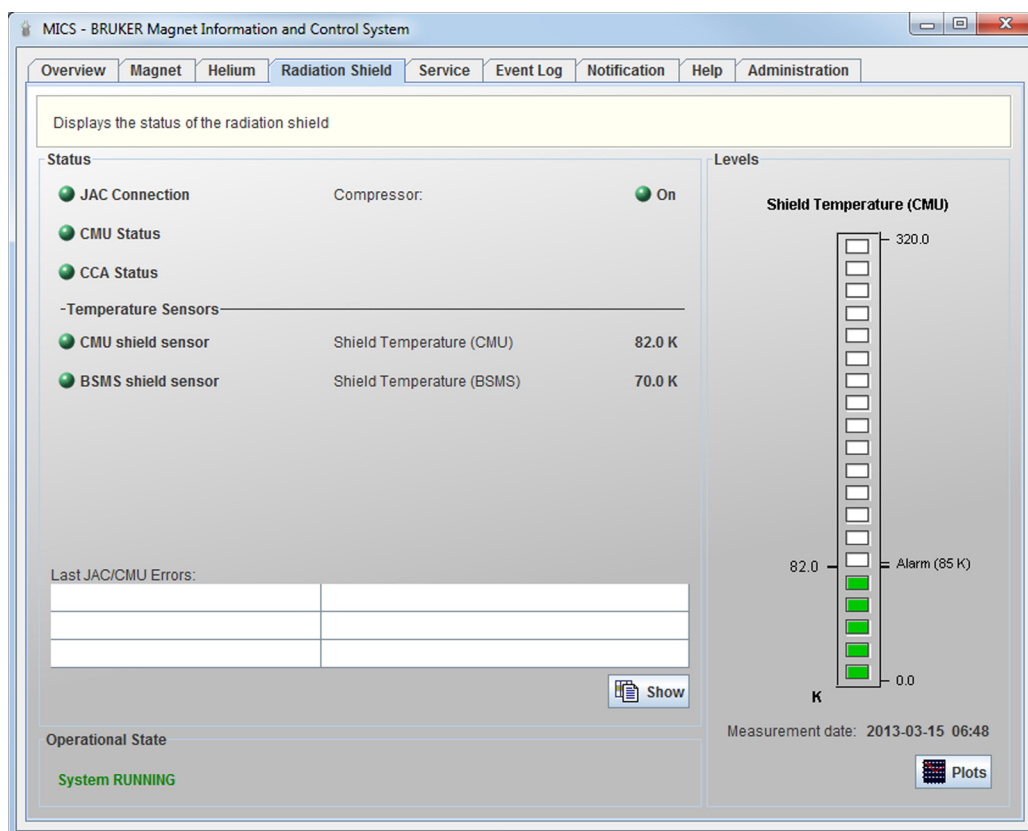 MICS - BRUKER Magnet Information and Control System
Overview Magnet Helium Radiation Shield Service Event Log Notification Help Administration
Displays the status of the radiation shield
Status
JAC Connection Compressor: On
CMU Status
CCA Status
Temperature Sensors
CMU shield sensor Shield Temperature (CMU) 82.0 K
BSMS shield sensor Shield Temperature (BSMS) 70.0 K
Last JAC/CMU Errors:
Show
Operational State
System RUNNING
Levels
Shield Temperature (CMU)
320.0
82.0 Alarm (85 K)
0.0
K
Measurement date: 2013-03-15 06:48
Plots